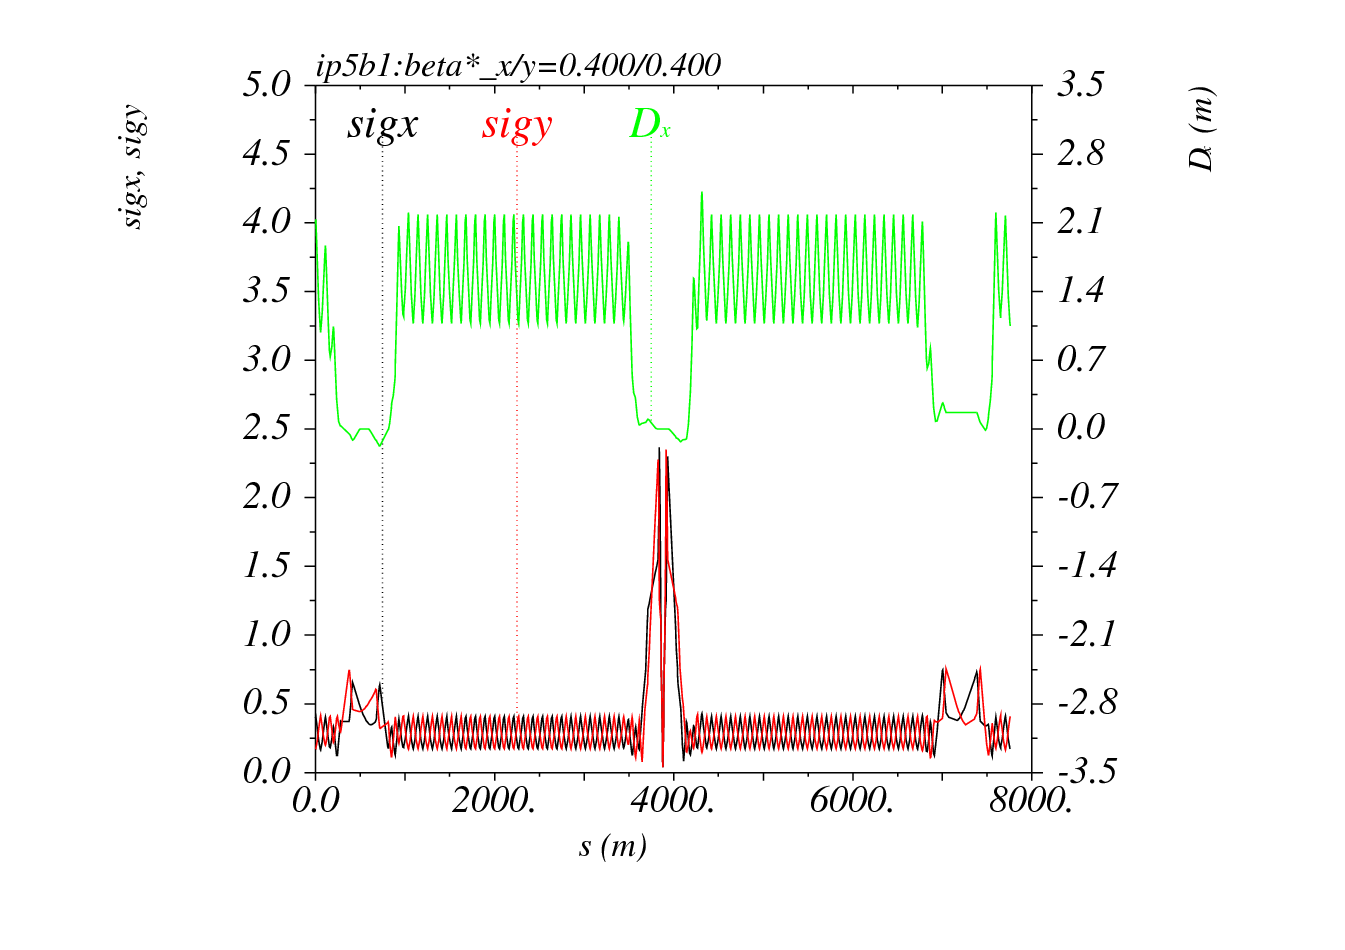 ip5b1:beta*_x/y=0.400/0.400
sigx, sigy
Dx (m)
sigx sigy Dx
5.0 3.5
4.5 2.8
4.0 2.1
3.5 1.4
3.0 0.7
2.5 0.0
2.0 -0.7
1.5 -1.4
1.0 -2.1
0.5 -2.8
0.0 -3.5
0.0 2000. 4000. 6000. 8000.
s (m)